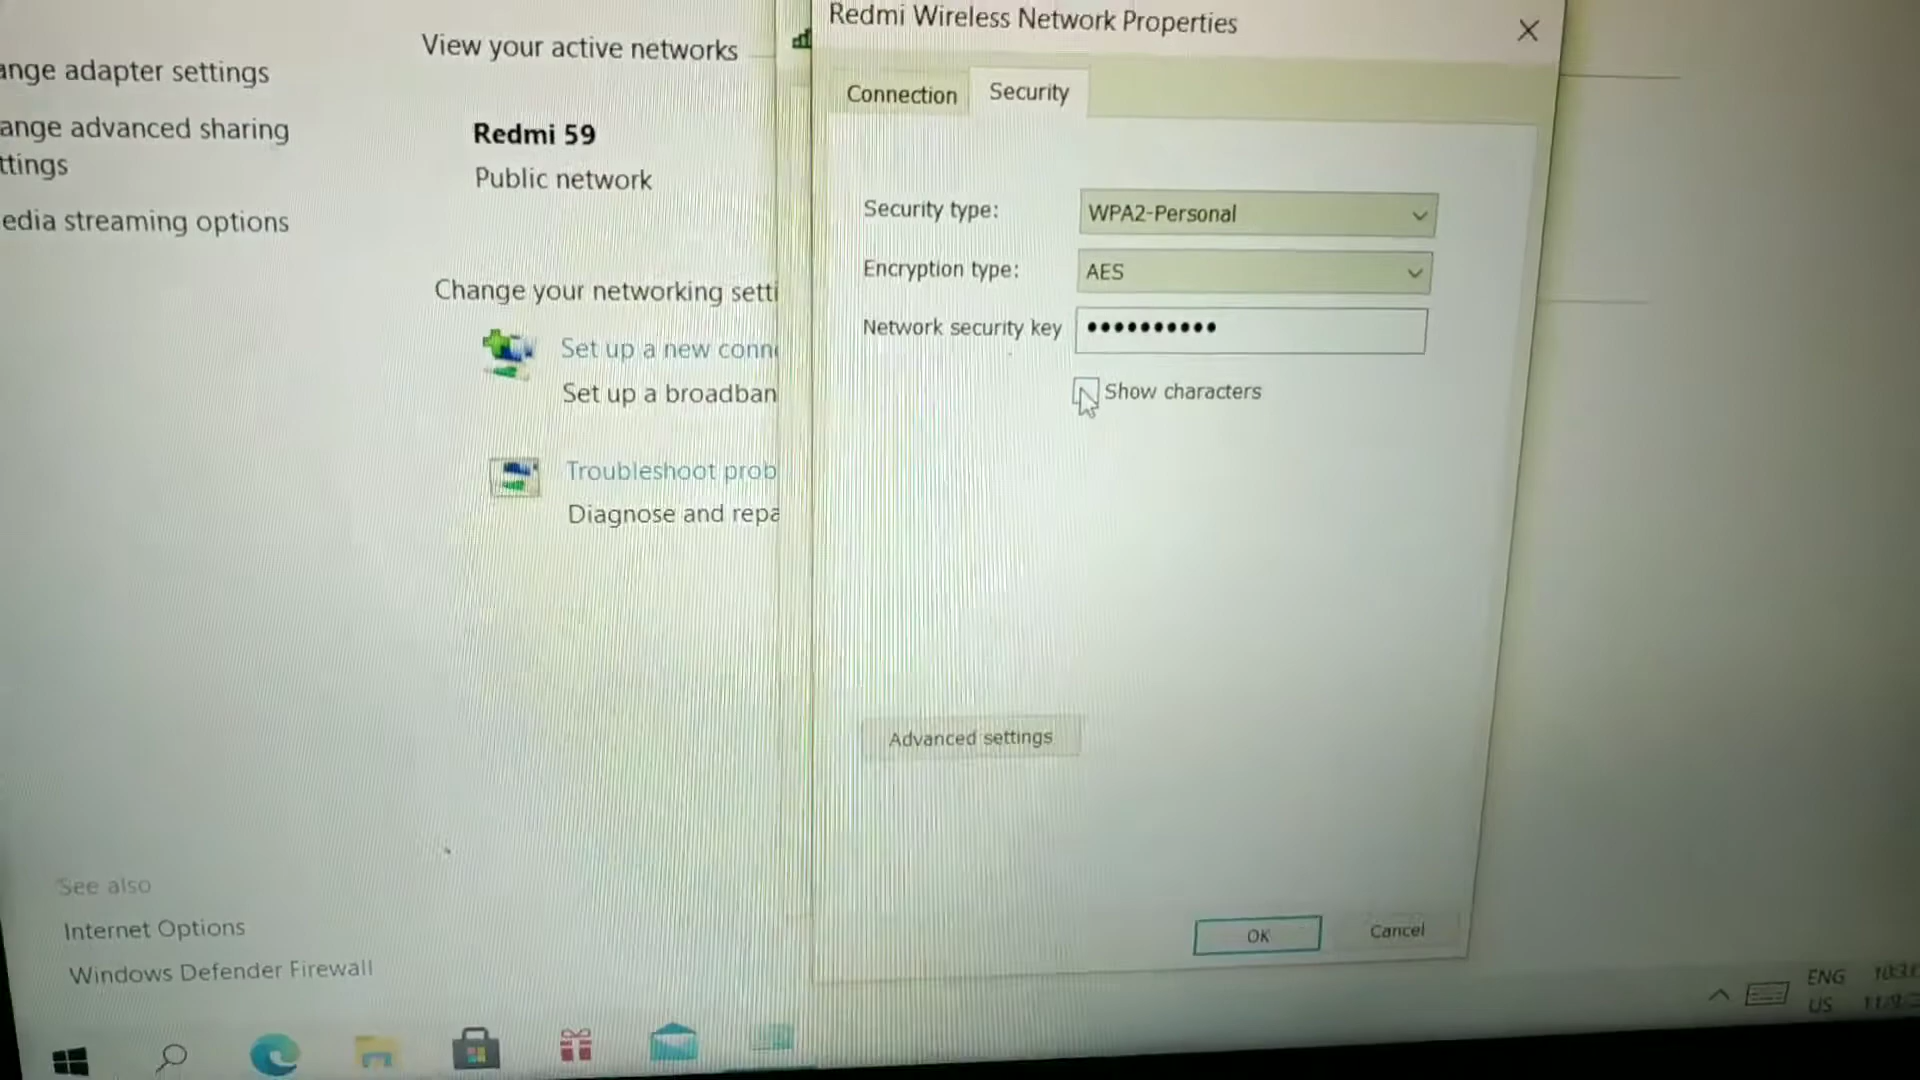 ange adapter settings
ange advanced sharing
ttings
edia streaming options
See also
Internet Options
Windows Defender Firewall
View your active networks
Redmi 59
Public network
Change your networking setti
Set up a new conn
Set up a broadban
Troubleshoot prob
Diagnose and repa
Redmi Wireless Network Properties
Connection
Security
Security type:
WPA2-Personal
Encryption type:
AES
Network security key
••••••••••
Show characters
Advanced settings
OK
Cancel
ENG
US